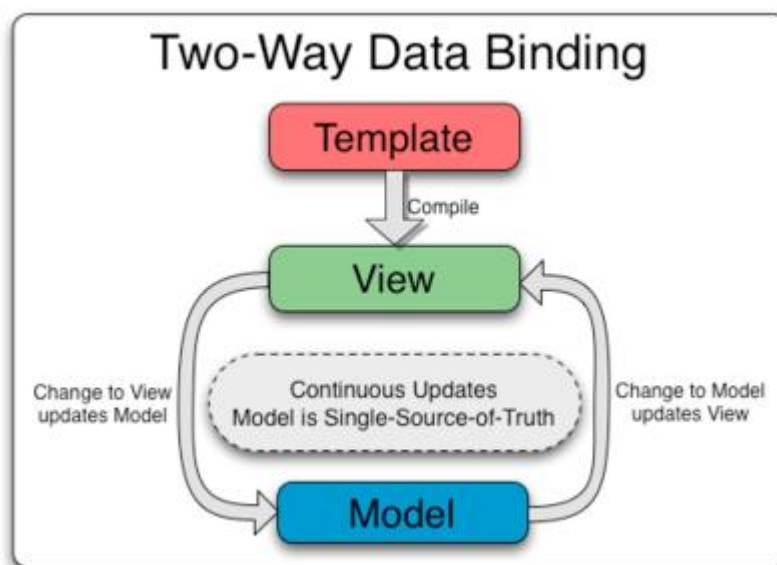 Two-Way Data Binding
Template
Compile
View
Change to View
updates Model
Continuous Updates
Model is Single-Source-of-Truth
Change to Model
updates View
Model